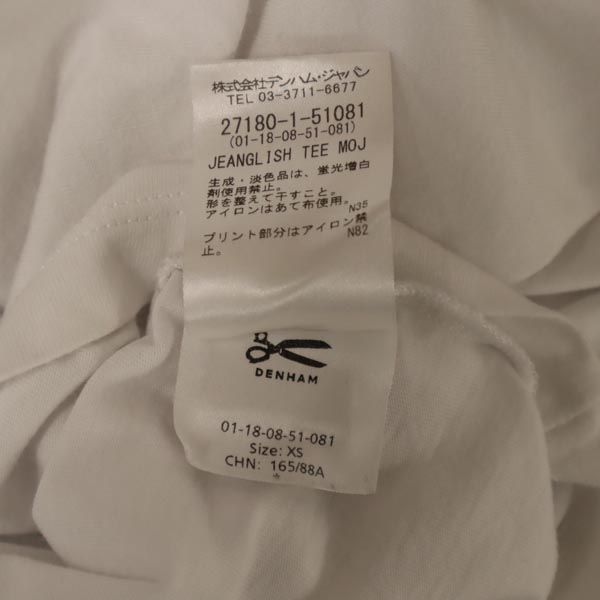 株式会社デンハム・ジャパン
TEL 03-3711-6677
27180-1-51081
(01-18-08-51-081)
JEANGLISH TEE MOJ
生成・淡色品は、蛍光増白
剤使用禁止。
形を整えて干すこと。
アイロンはあて布使用。N35
プリント部分はアイロン禁
止。 N82
DENHAM
01-18-08-51-081
Size: XS
CHN: 165/88A